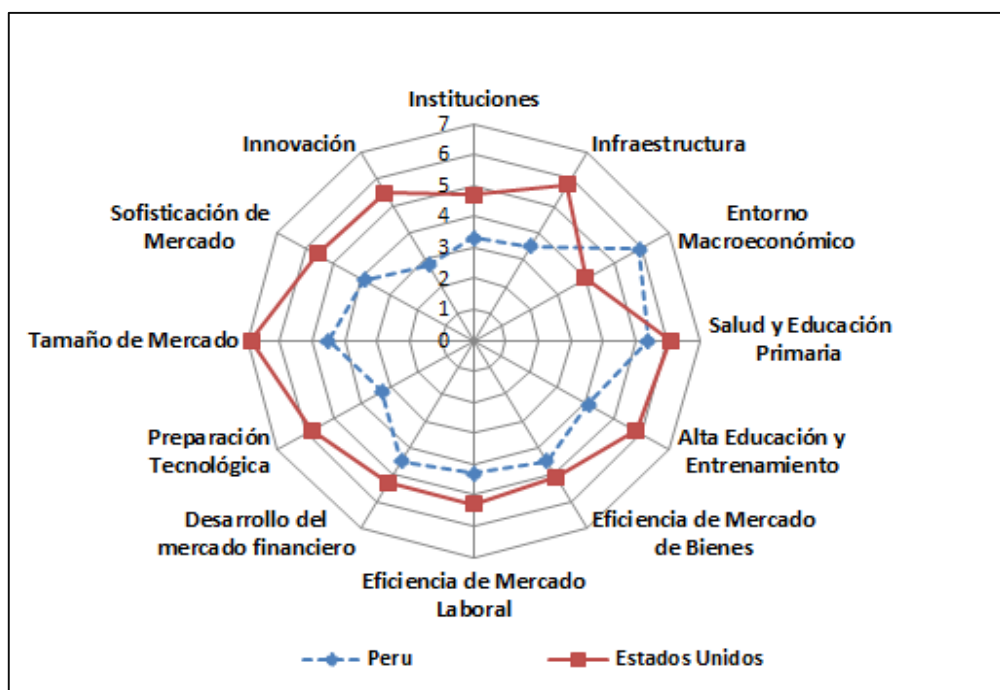 Instituciones
7
6
5
4
3
2
1
0
Infraestructura
Entorno
Macroeconómico
Salud y Educación
Primaria
Alta Educación y
Entrenamiento
Eficiencia de Mercado
de Bienes
Eficiencia de Mercado
Laboral
Desarrollo del
mercado financiero
Preparación
Tecnológica
Tamaño de Mercado
Sofisticación de
Mercado
Innovación
Peru
Estados Unidos